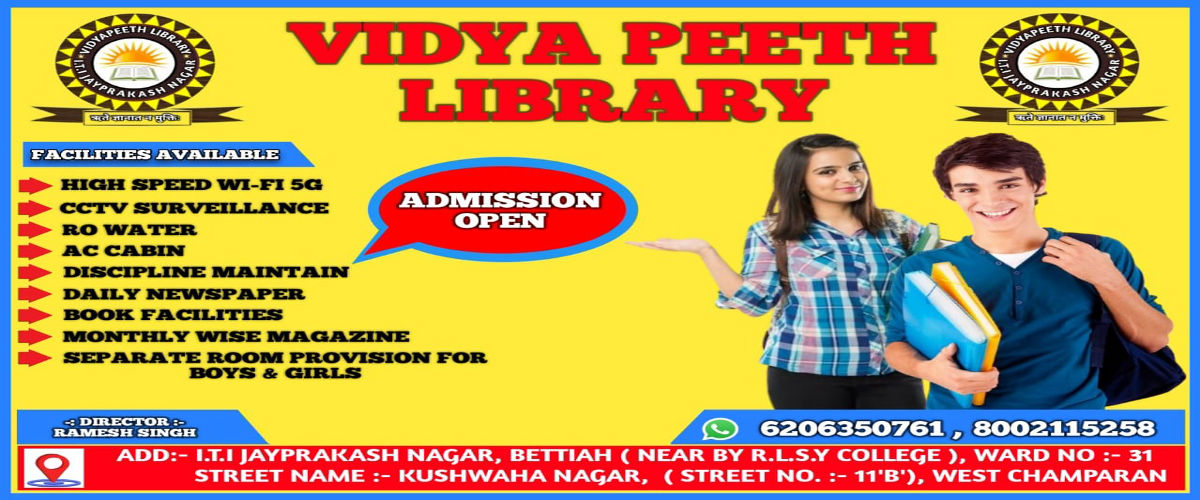 VIDYA PEETH
LIBRARY
VIDYAPEETH LIBRARY
I.T.I JAYPRAKASH NAGAR
ऋते ज्ञानात न मुक्तिः
VIDYAPEETH LIBRARY
I.T.I JAYPRAKASH NAGAR
ऋते ज्ञानात न मुक्तिः
FACILITIES AVAILABLE
HIGH SPEED WI-FI 5G
CCTV SURVEILLANCE
RO WATER
AC CABIN
DISCIPLINE MAINTAIN
DAILY NEWSPAPER
BOOK FACILITIES
MONTHLY WISE MAGAZINE
SEPARATE ROOM PROVISION FOR
BOYS & GIRLS
ADMISSION
OPEN
-: DIRECTOR :-
RAMESH SINGH
6206350761 , 8002115258
ADD:- I.T.I JAYPRAKASH NAGAR, BETTIAH ( NEAR BY R.L.S.Y COLLEGE ), WARD NO :- 31
STREET NAME :- KUSHWAHA NAGAR, ( STREET NO. :- 11'B'), WEST CHAMPARAN